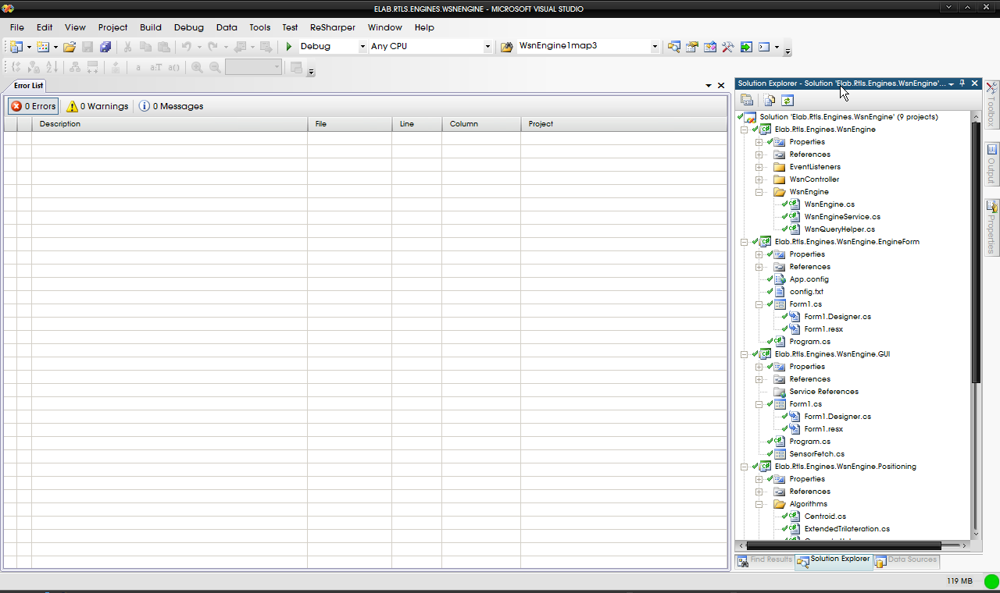 ELAB.RTLS.ENGINES.WSNENGINE - MICROSOFT VISUAL STUDIO
File Edit View Project Build Debug Data Tools Test ReSharper Window Help
Debug Any CPU WsnEngine1map3
Error List
0 Errors 0 Warnings 0 Messages
Description File Line Column Project
Solution Explorer - Solution 'Elab.Rtls.Engines.WsnEngine'...
Solution 'Elab.Rtls.Engines.WsnEngine' (9 projects)
Elab.Rtls.Engines.WsnEngine
Properties
References
EventListeners
WsnController
WsnEngine
WsnEngine.cs
WsnEngineService.cs
WsnQueryHelper.cs
Elab.Rtls.Engines.WsnEngine.EngineForm
Properties
References
App.config
config.txt
Form1.cs
Form1.Designer.cs
Form1.resx
Program.cs
Elab.Rtls.Engines.WsnEngine.GUI
Properties
References
Service References
Form1.cs
Form1.Designer.cs
Form1.resx
Program.cs
SensorFetch.cs
Elab.Rtls.Engines.WsnEngine.Positioning
Properties
References
Algorithms
Centroid.cs
ExtendedTrilateration.cs
Find Results Solution Explorer Data Sources
Toolbox
Output
Properties
119 MB